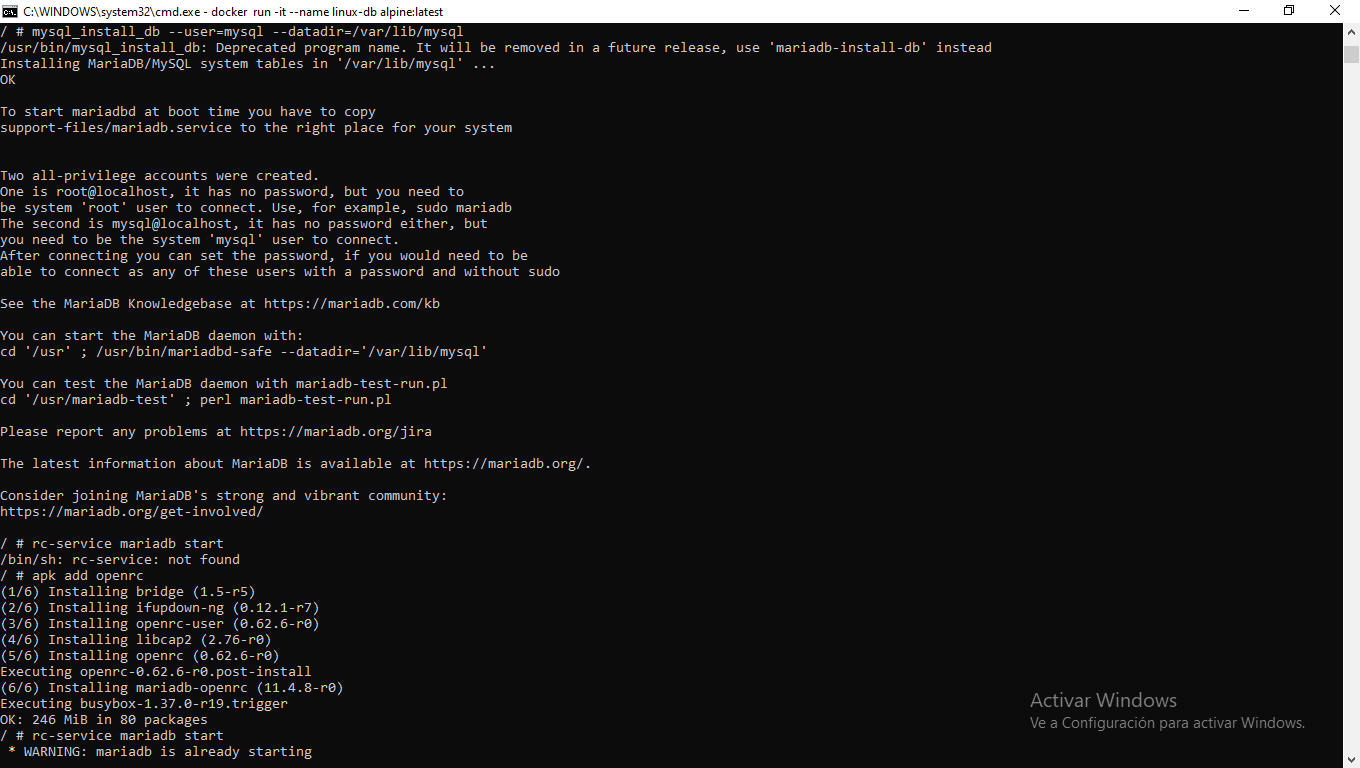 C:\WINDOWS\system32\cmd.exe - docker  run -it --name linux-db alpine:latest
/ # mysql_install_db --user=mysql --datadir=/var/lib/mysql
/usr/bin/mysql_install_db: Deprecated program name. It will be removed in a future release, use 'mariadb-install-db' instead
Installing MariaDB/MySQL system tables in '/var/lib/mysql' ...
OK
To start mariadbd at boot time you have to copy
support-files/mariadb.service to the right place for your system
Two all-privilege accounts were created.
One is root@localhost, it has no password, but you need to
be system 'root' user to connect. Use, for example, sudo mariadb
The second is mysql@localhost, it has no password either, but
you need to be the system 'mysql' user to connect.
After connecting you can set the password, if you would need to be
able to connect as any of these users with a password and without sudo
See the MariaDB Knowledgebase at https://mariadb.com/kb
You can start the MariaDB daemon with:
cd '/usr' ; /usr/bin/mariadbd-safe --datadir='/var/lib/mysql'
You can test the MariaDB daemon with mariadb-test-run.pl
cd '/usr/mariadb-test' ; perl mariadb-test-run.pl
Please report any problems at https://mariadb.org/jira
The latest information about MariaDB is available at https://mariadb.org/.
Consider joining MariaDB's strong and vibrant community:
https://mariadb.org/get-involved/
/ # rc-service mariadb start
/bin/sh: rc-service: not found
/ # apk add openrc
(1/6) Installing bridge (1.5-r5)
(2/6) Installing ifupdown-ng (0.12.1-r7)
(3/6) Installing openrc-user (0.62.6-r0)
(4/6) Installing libcap2 (2.76-r0)
(5/6) Installing openrc (0.62.6-r0)
Executing openrc-0.62.6-r0.post-install
(6/6) Installing mariadb-openrc (11.4.8-r0)
Executing busybox-1.37.0-r19.trigger
OK: 246 MiB in 80 packages
/ # rc-service mariadb start
 * WARNING: mariadb is already starting
Activar Windows
Ve a Configuración para activar Windows.